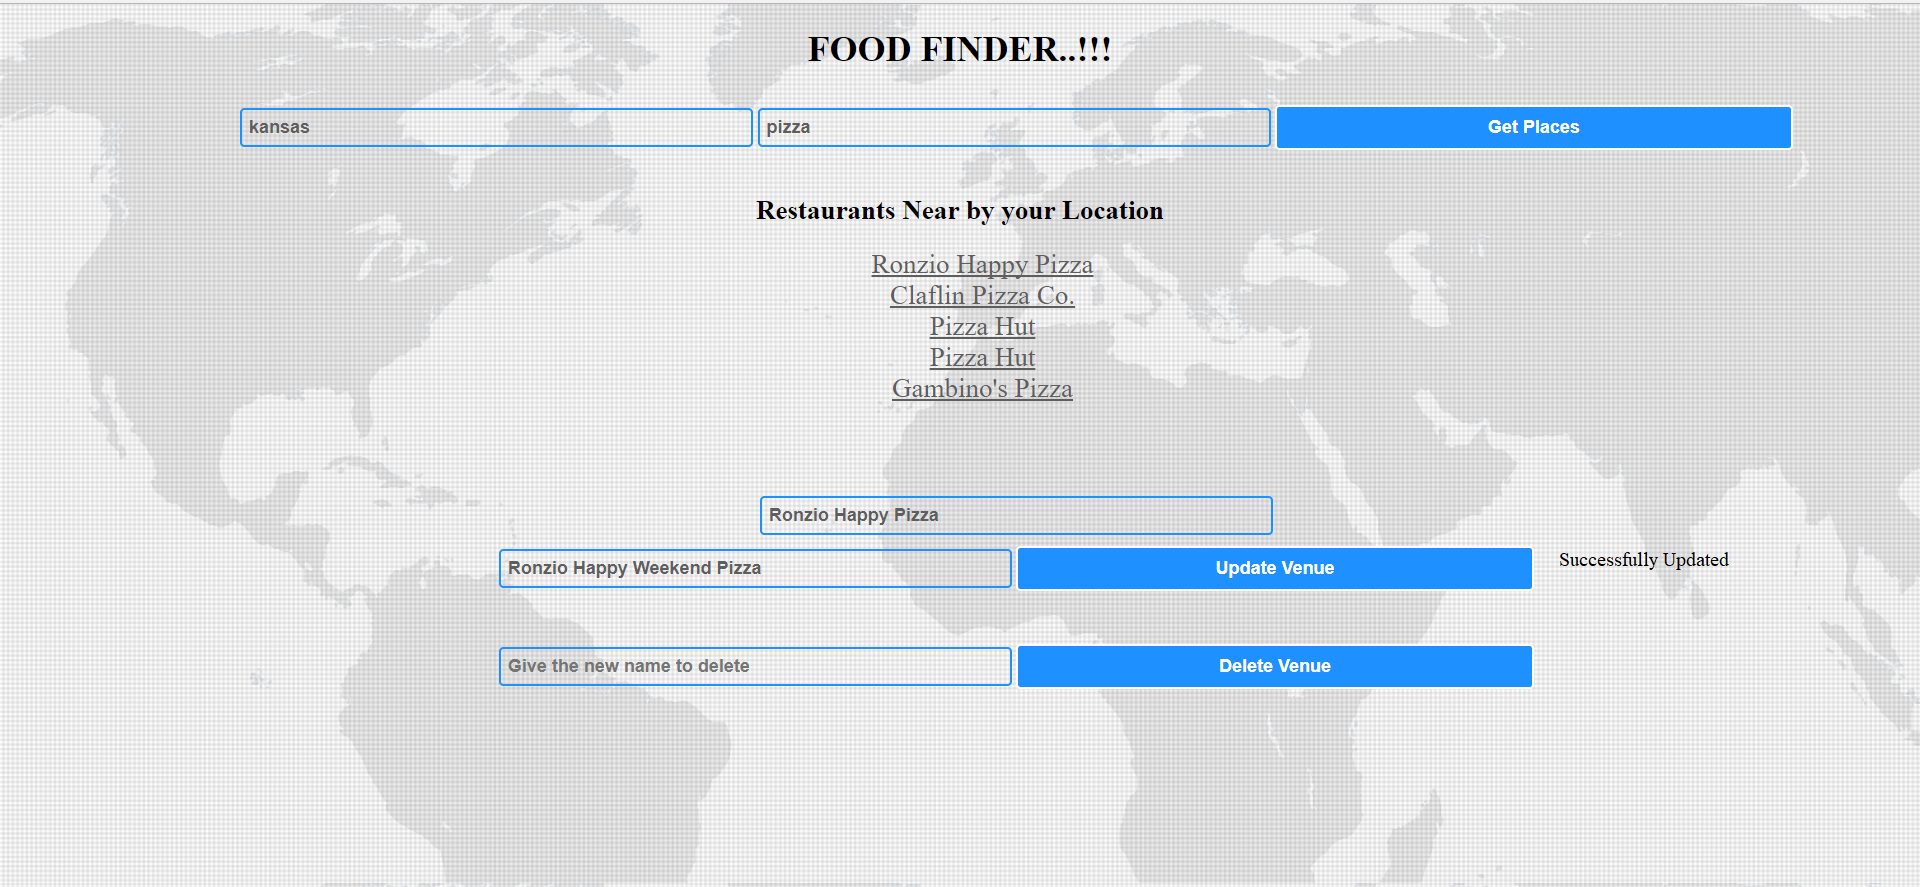 FOOD FINDER..!!!
kansas pizza Get Places
Restaurants Near by your Location
Ronzio Happy Pizza
Claflin Pizza Co.
Pizza Hut
Pizza Hut
Gambino's Pizza
Ronzio Happy Pizza
Ronzio Happy Weekend Pizza Update Venue Successfully Updated
Give the new name to delete Delete Venue